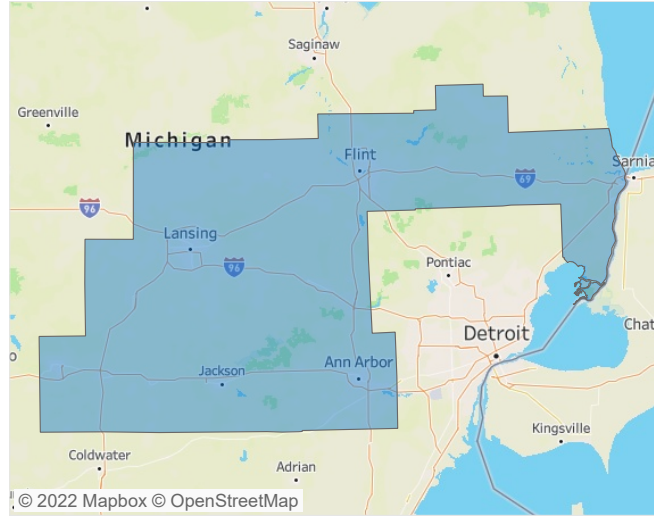 Saginaw
Greenville
Michigan
Flint
Sarnia
69
96
Lansing
96
Pontiac
Detroit
Chat
Ann Arbor
Jackson
Kingsville
Coldwater
Adrian
© 2022 Mapbox © OpenStreetMap